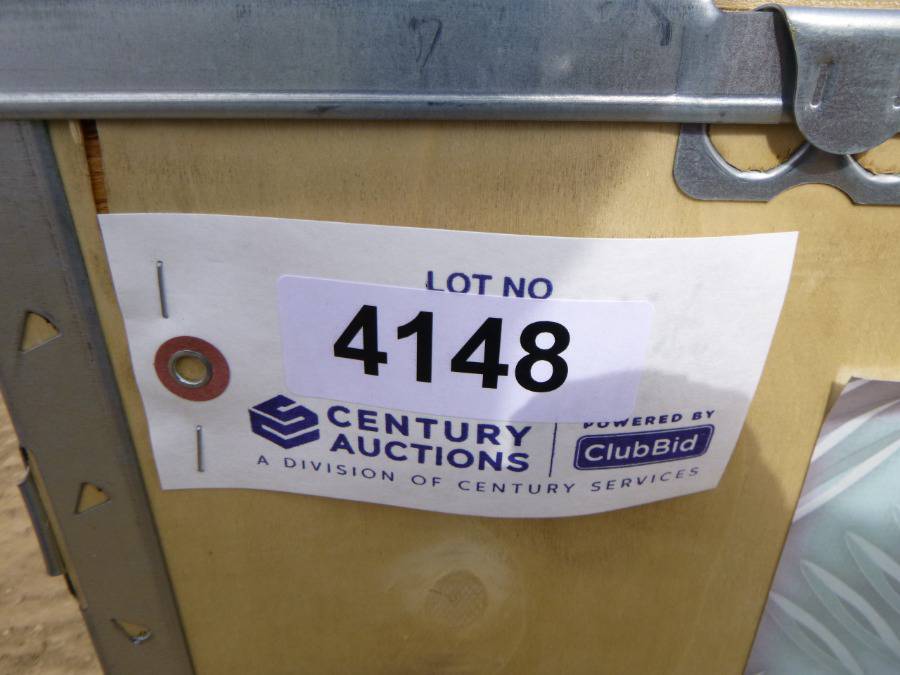 LOT NO
4148
CENTURY
AUCTIONS
A DIVISION OF CENTURY SERVICES
POWERED BY
ClubBid